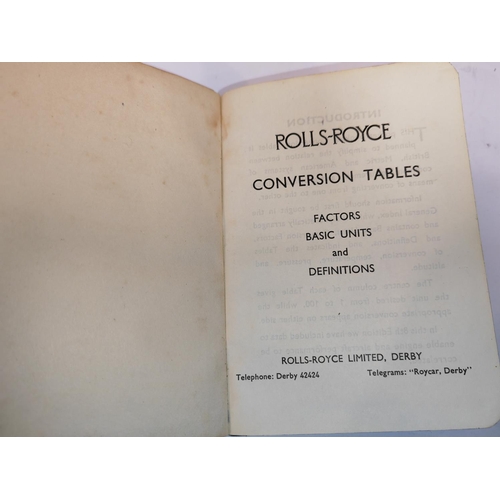 ROLLS-ROYCE
CONVERSION TABLES
FACTORS
BASIC UNITS
and
DEFINITIONS
ROLLS-ROYCE LIMITED, DERBY
Telephone: Derby 42424 Telegrams: "Roycar, Derby"